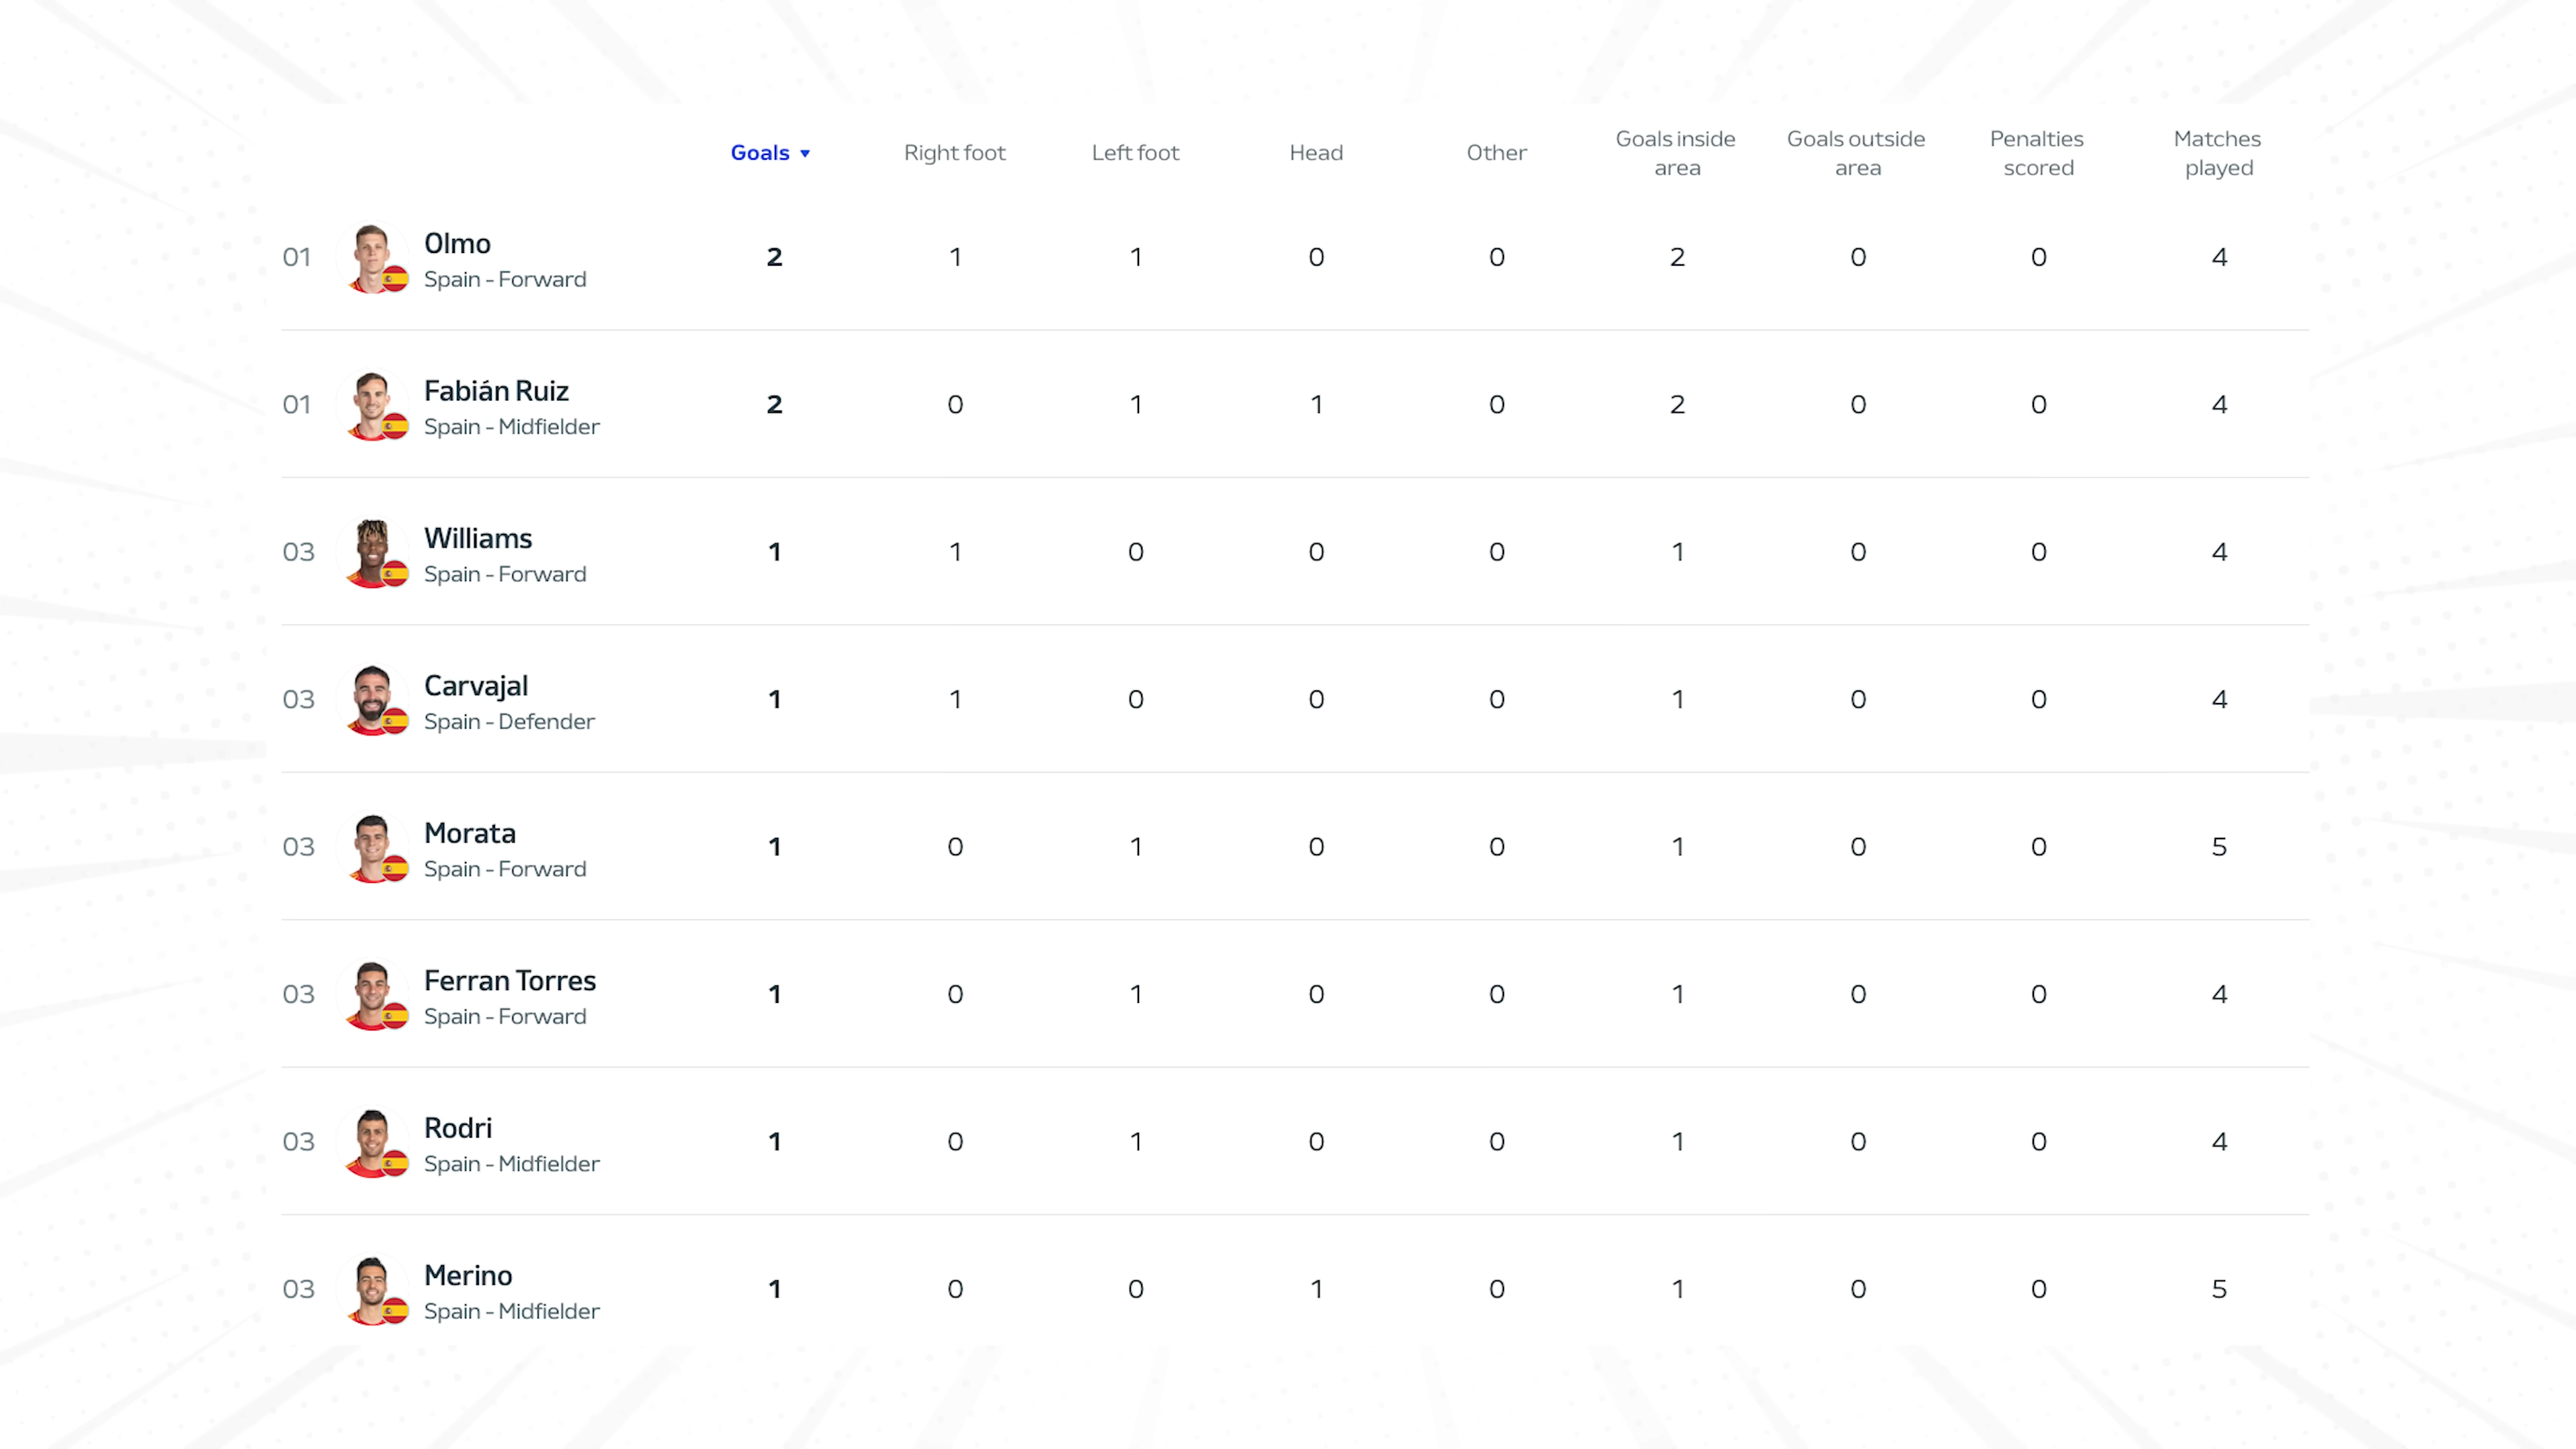 Goals ▼ Right foot Left foot Head Other Goals inside area Goals outside area Penalties scored Matches played
01 Olmo 2 1 1 0 0 2 0 0 4
Spain - Forward
01 Fabián Ruiz 2 0 1 1 0 2 0 0 4
Spain - Midfielder
03 Williams 1 1 0 0 0 1 0 0 4
Spain - Forward
03 Carvajal 1 1 0 0 0 1 0 0 4
Spain - Defender
03 Morata 1 0 1 0 0 1 0 0 5
Spain - Forward
03 Ferran Torres 1 0 1 0 0 1 0 0 4
Spain - Forward
03 Rodri 1 0 1 0 0 1 0 0 4
Spain - Midfielder
03 Merino 1 0 0 1 0 1 0 0 5
Spain - Midfielder